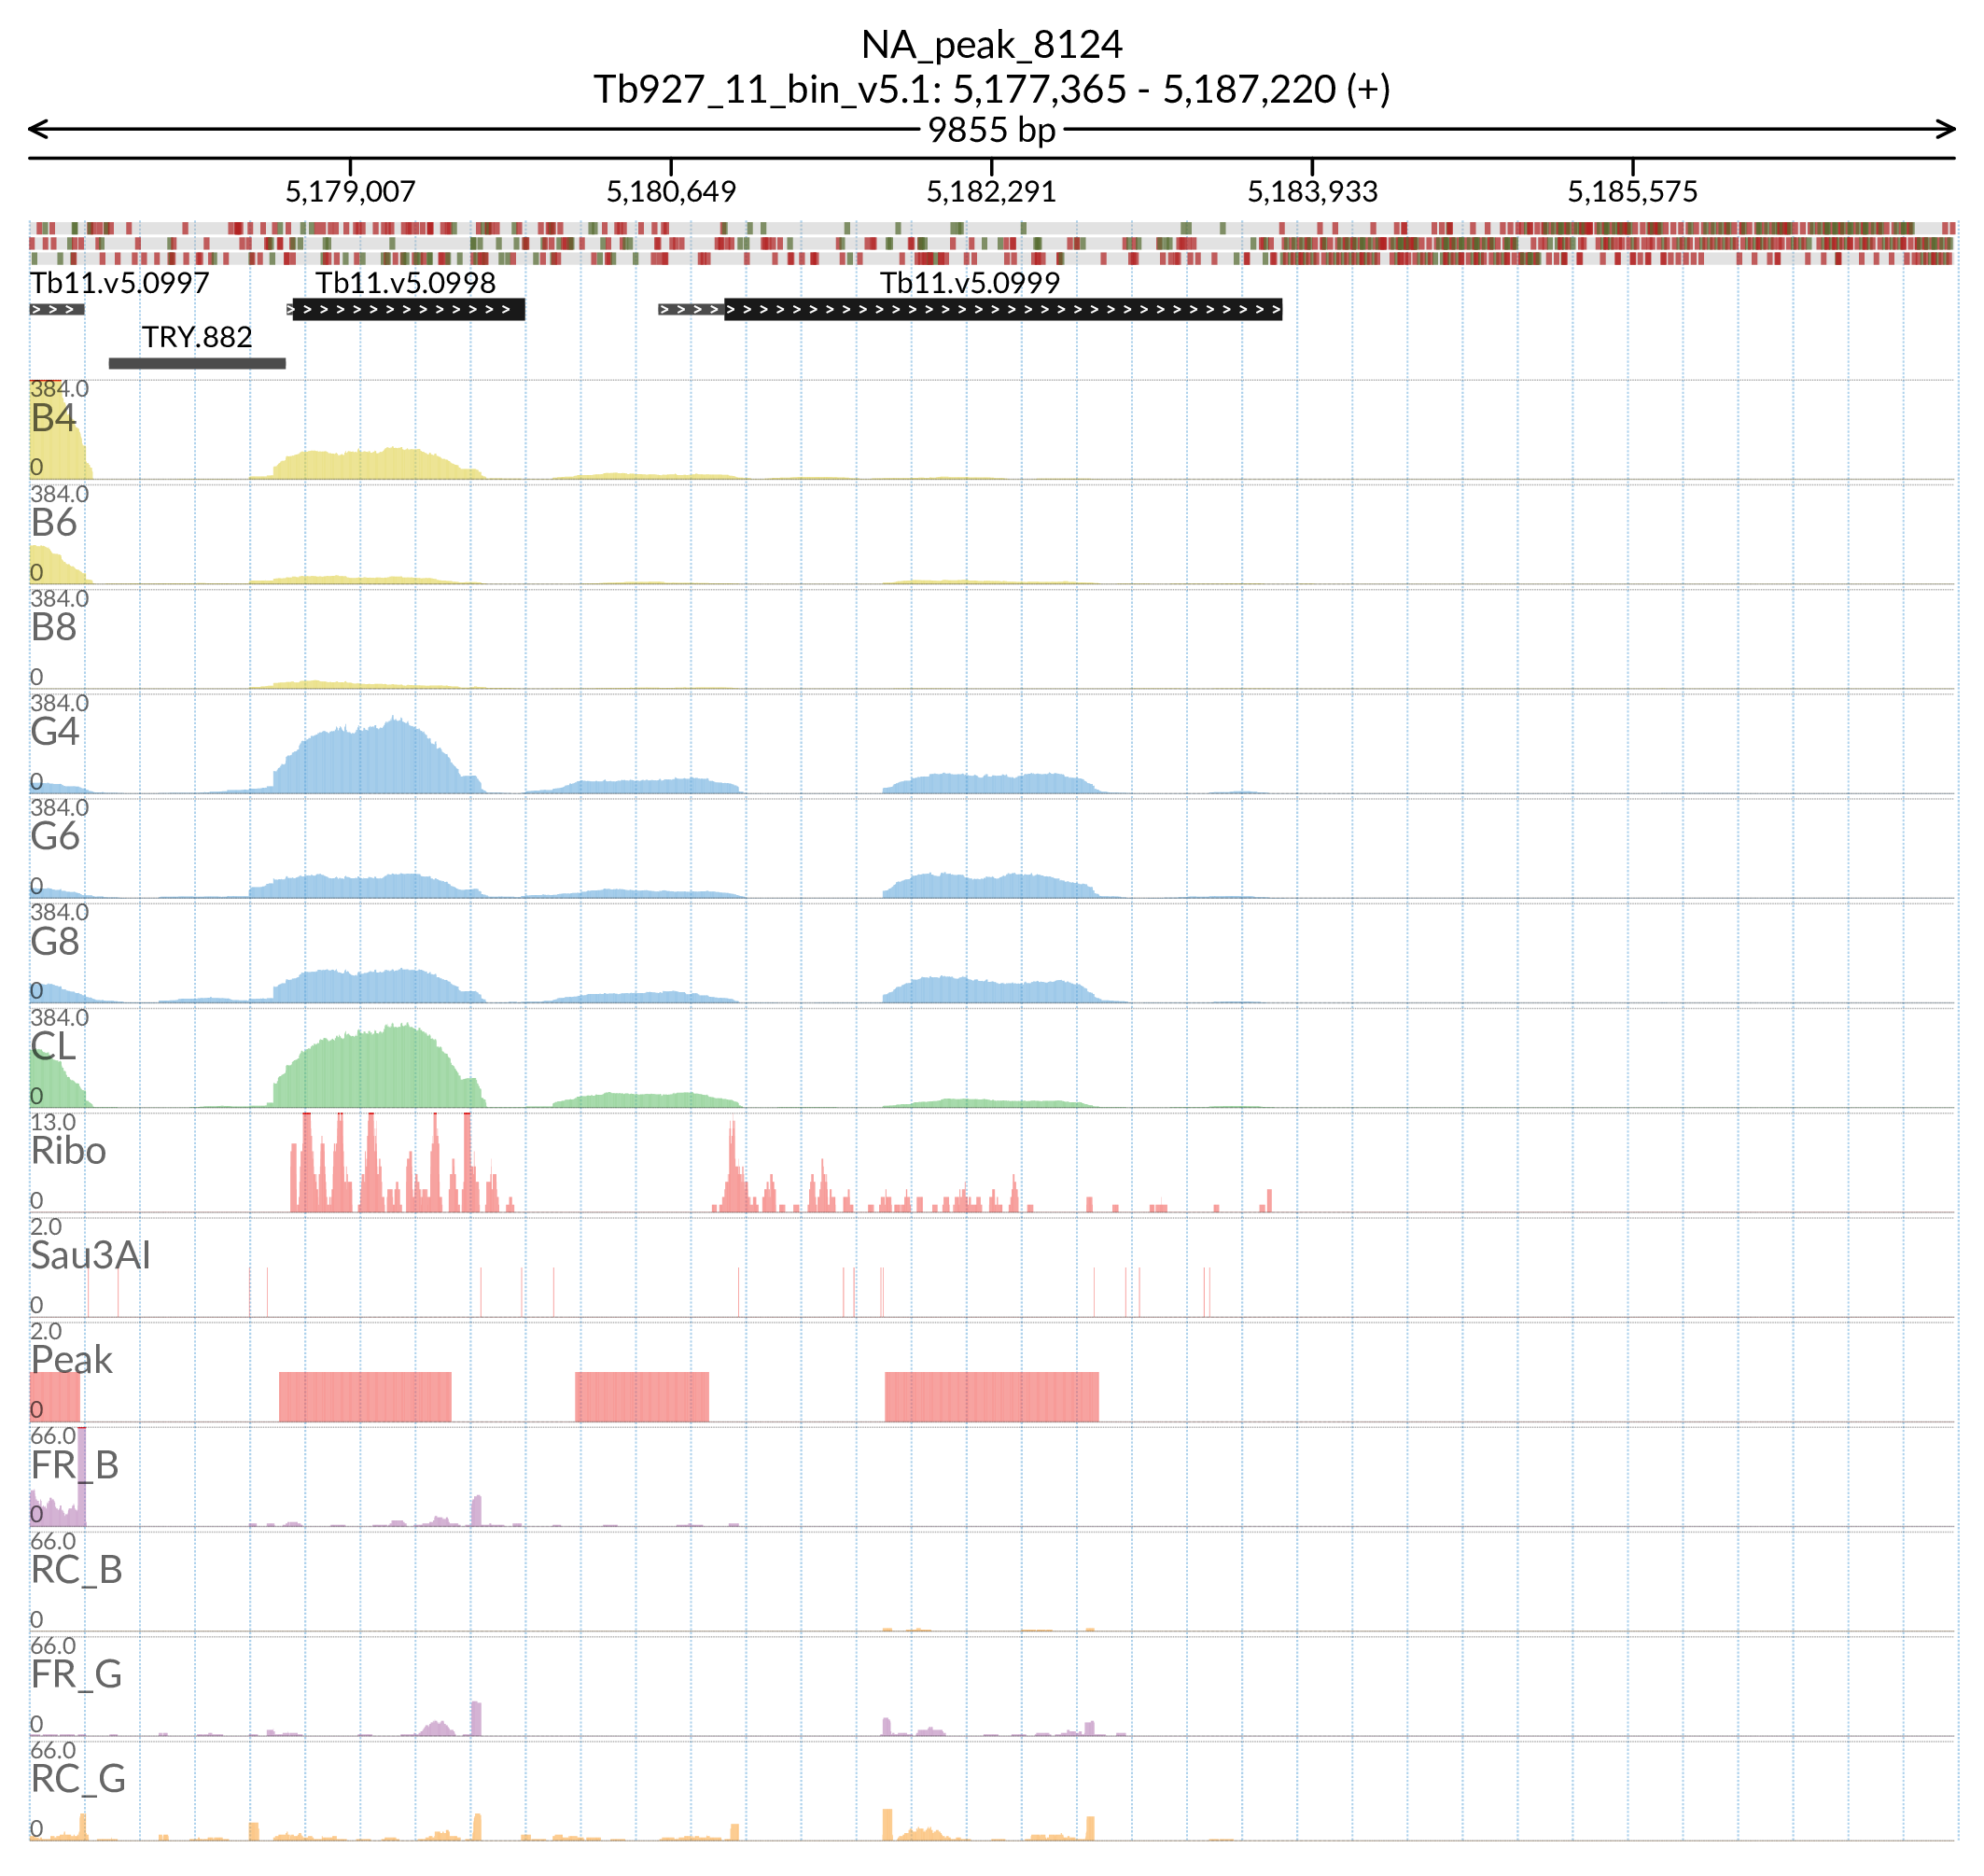 NA_peak_8124
Tb927_11_bin_v5.1: 5,177,365 - 5,187,220 (+)
9855 bp
5,179,007 5,180,649 5,182,291 5,183,933 5,185,575
Tb11.v5.0997 Tb11.v5.0998 Tb11.v5.0999
TRY.882
384.0
B4
0
384.0
B6
0
384.0
B8
0
384.0
G4
0
384.0
G6
0
384.0
G8
0
384.0
CL
0
13.0
Ribo
0
2.0
Sau3AI
0
2.0
Peak
0
66.0
FR_B
0
66.0
RC_B
0
66.0
FR_G
0
66.0
RC_G
0